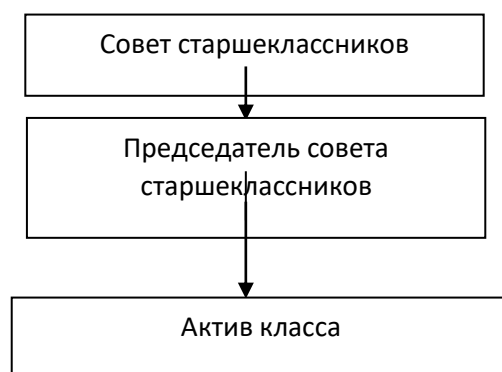 Совет старшеклассников
Председатель совета
старшеклассников
Актив класса